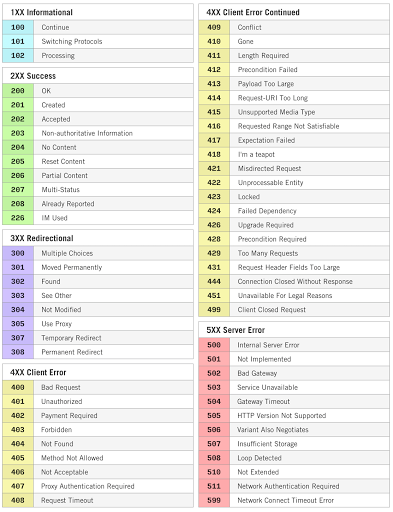 1XX Informational
100 Continue
101 Switching Protocols
102 Processing
2XX Success
200 OK
201 Created
202 Accepted
203 Non-authoritative Information
204 No Content
205 Reset Content
206 Partial Content
207 Multi-Status
208 Already Reported
226 IM Used
3XX Redirectional
300 Multiple Choices
301 Moved Permanently
302 Found
303 See Other
304 Not Modified
305 Use Proxy
307 Temporary Redirect
308 Permanent Redirect
4XX Client Error
400 Bad Request
401 Unauthorized
402 Payment Required
403 Forbidden
404 Not Found
405 Method Not Allowed
406 Not Acceptable
407 Proxy Authentication Required
408 Request Timeout
4XX Client Error Continued
409 Conflict
410 Gone
411 Length Required
412 Precondition Failed
413 Payload Too Large
414 Request-URI Too Long
415 Unsupported Media Type
416 Requested Range Not Satisfiable
417 Expectation Failed
418 I'm a teapot
421 Misdirected Request
422 Unprocessable Entity
423 Locked
424 Failed Dependency
426 Upgrade Required
428 Precondition Required
429 Too Many Requests
431 Request Header Fields Too Large
444 Connection Closed Without Response
451 Unavailable For Legal Reasons
499 Client Closed Request
5XX Server Error
500 Internal Server Error
501 Not Implemented
502 Bad Gateway
503 Service Unavailable
504 Gateway Timeout
505 HTTP Version Not Supported
506 Variant Also Negotiates
507 Insufficient Storage
508 Loop Detected
510 Not Extended
511 Network Authentication Required
599 Network Connect Timeout Error